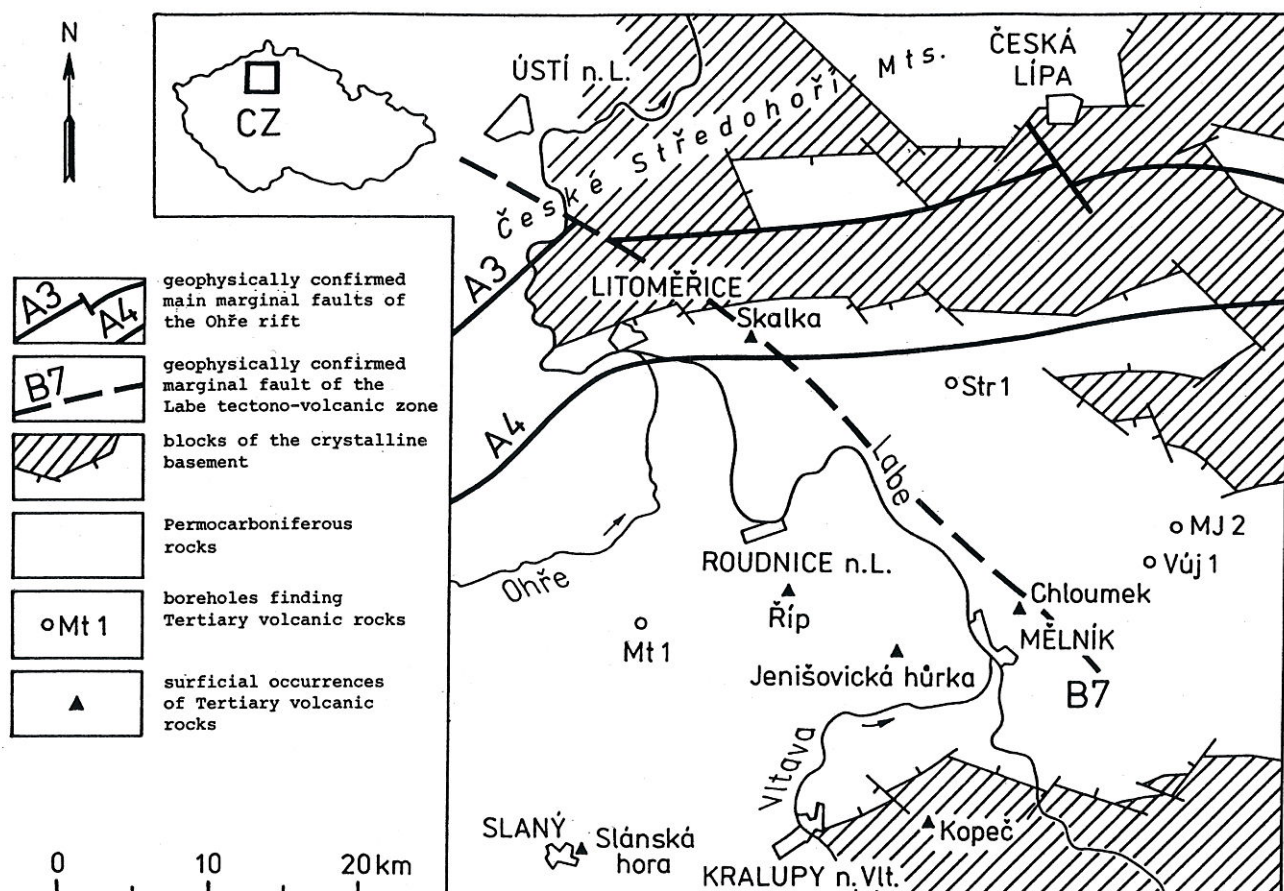 N
CZ
ÚSTÍ n.L.
České Středohoří Mts.
ČESKÁ
LÍPA
A3
A4
geophysically confirmed
main marginal faults of
the Ohře rift
B7
geophysically confirmed
marginal fault of the
Labe tectono-volcanic zone
blocks of the crystalline
basement
Permocarboniferous
rocks
Mt 1
boreholes finding
Tertiary volcanic rocks
surficial occurrences
of Tertiary volcanic
rocks
0 10 20 km
A3
LITOMĚŘICE
Skalka
A4
Str 1
Labe
MJ 2
Vúj 1
Ohře
ROUDNICE n.L.
Říp
Mt 1
Chloumek
MĚLNÍK
Jenišovická hůrka
B7
Vltava
Kopeč
SLANÝ
Slánská
hora
KRALUPY n.Vlt.